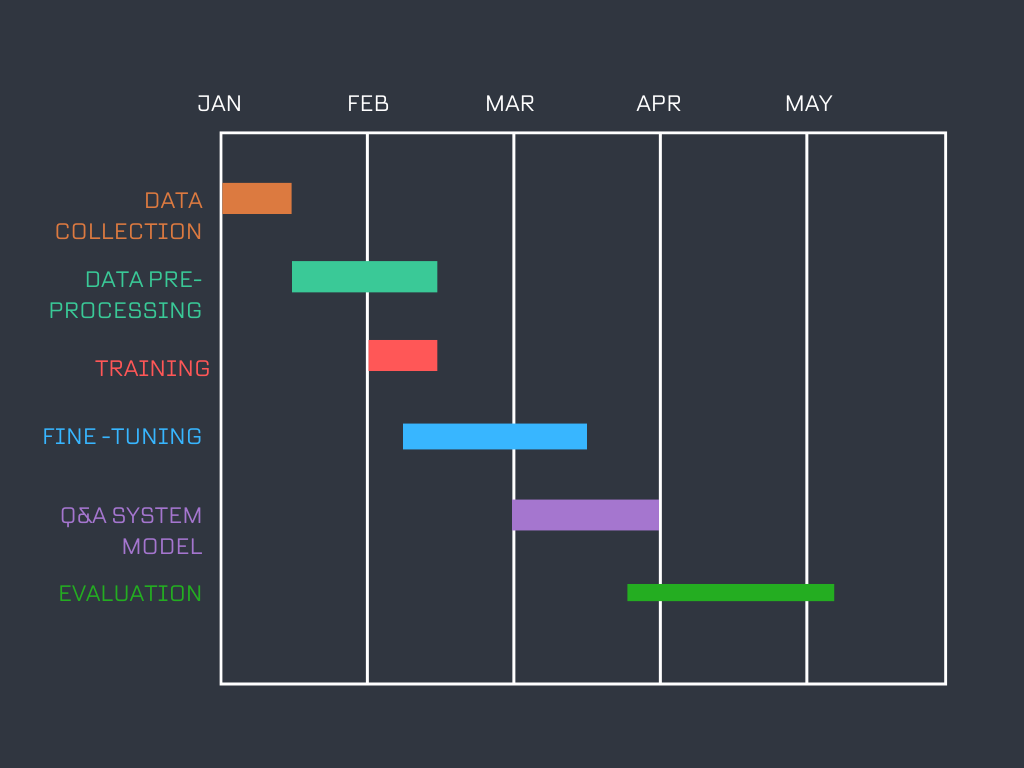 JAN FEB MAR APR MAY
DATA
COLLECTION
DATA PRE-
PROCESSING
TRAINING
FINE -TUNING
Q&A SYSTEM
MODEL
EVALUATION